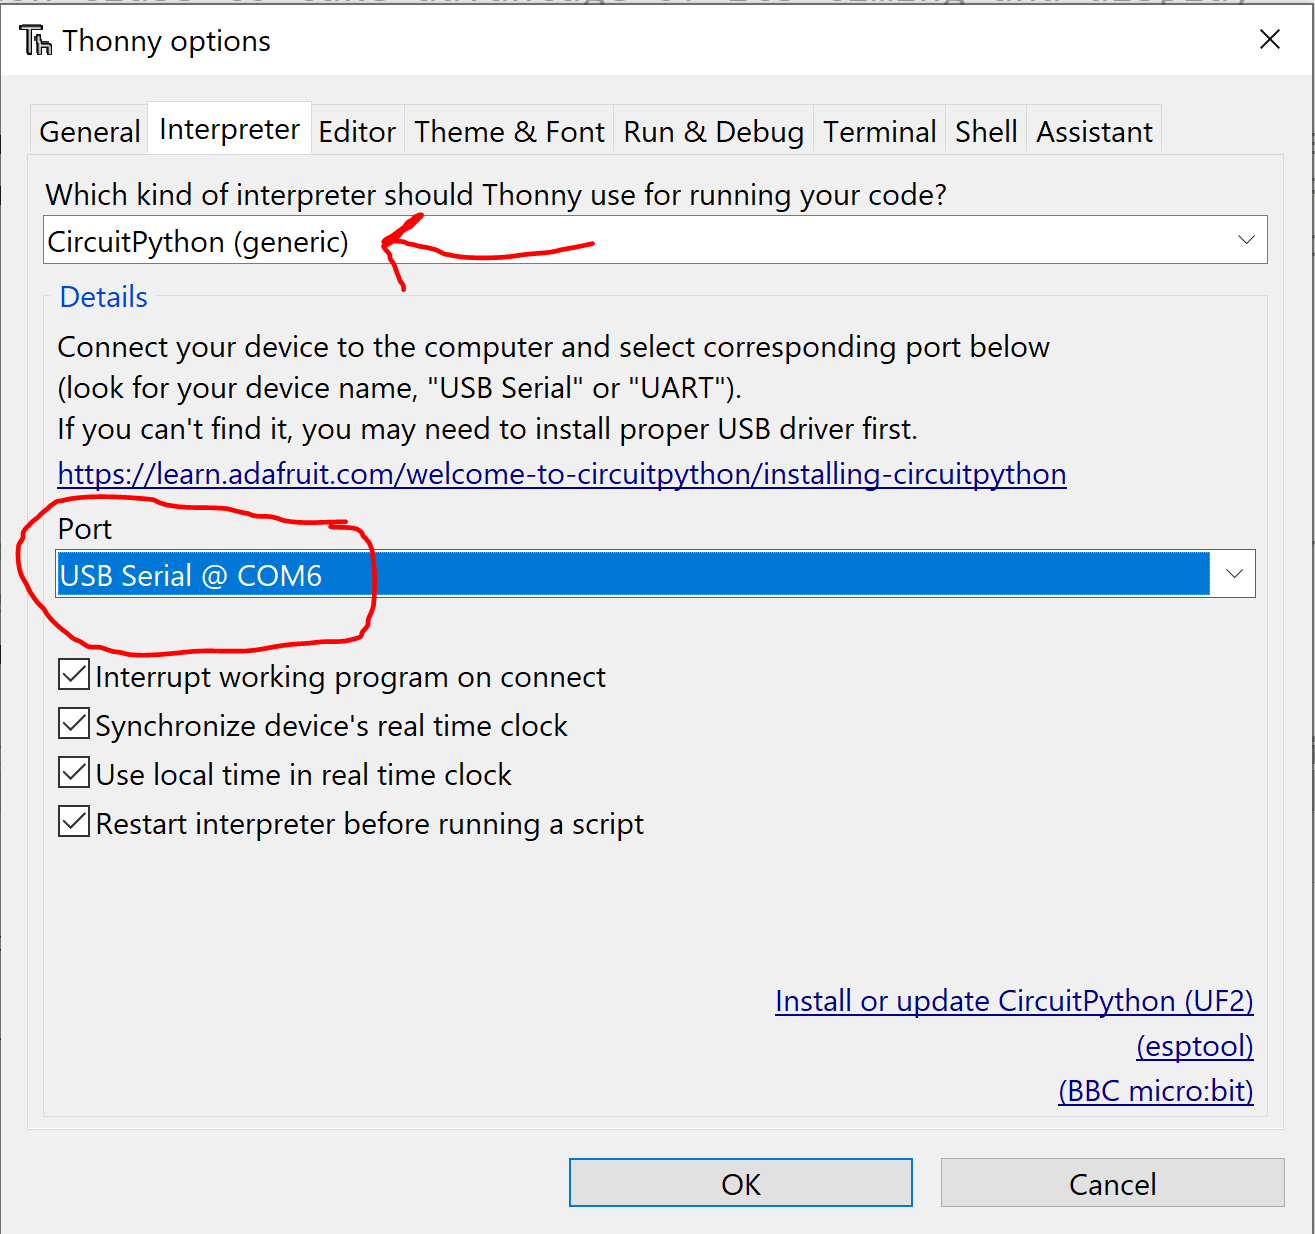 Thonny options
General Interpreter Editor Theme & Font Run & Debug Terminal Shell Assistant
Which kind of interpreter should Thonny use for running your code?
CircuitPython (generic)
Details
Connect your device to the computer and select corresponding port below
(look for your device name, "USB Serial" or "UART").
If you can't find it, you may need to install proper USB driver first.
https://learn.adafruit.com/welcome-to-circuitpython/installing-circuitpython
Port
USB Serial @ COM6
Interrupt working program on connect
Synchronize device's real time clock
Use local time in real time clock
Restart interpreter before running a script
Install or update CircuitPython (UF2)
(esptool)
(BBC micro:bit)
OK Cancel